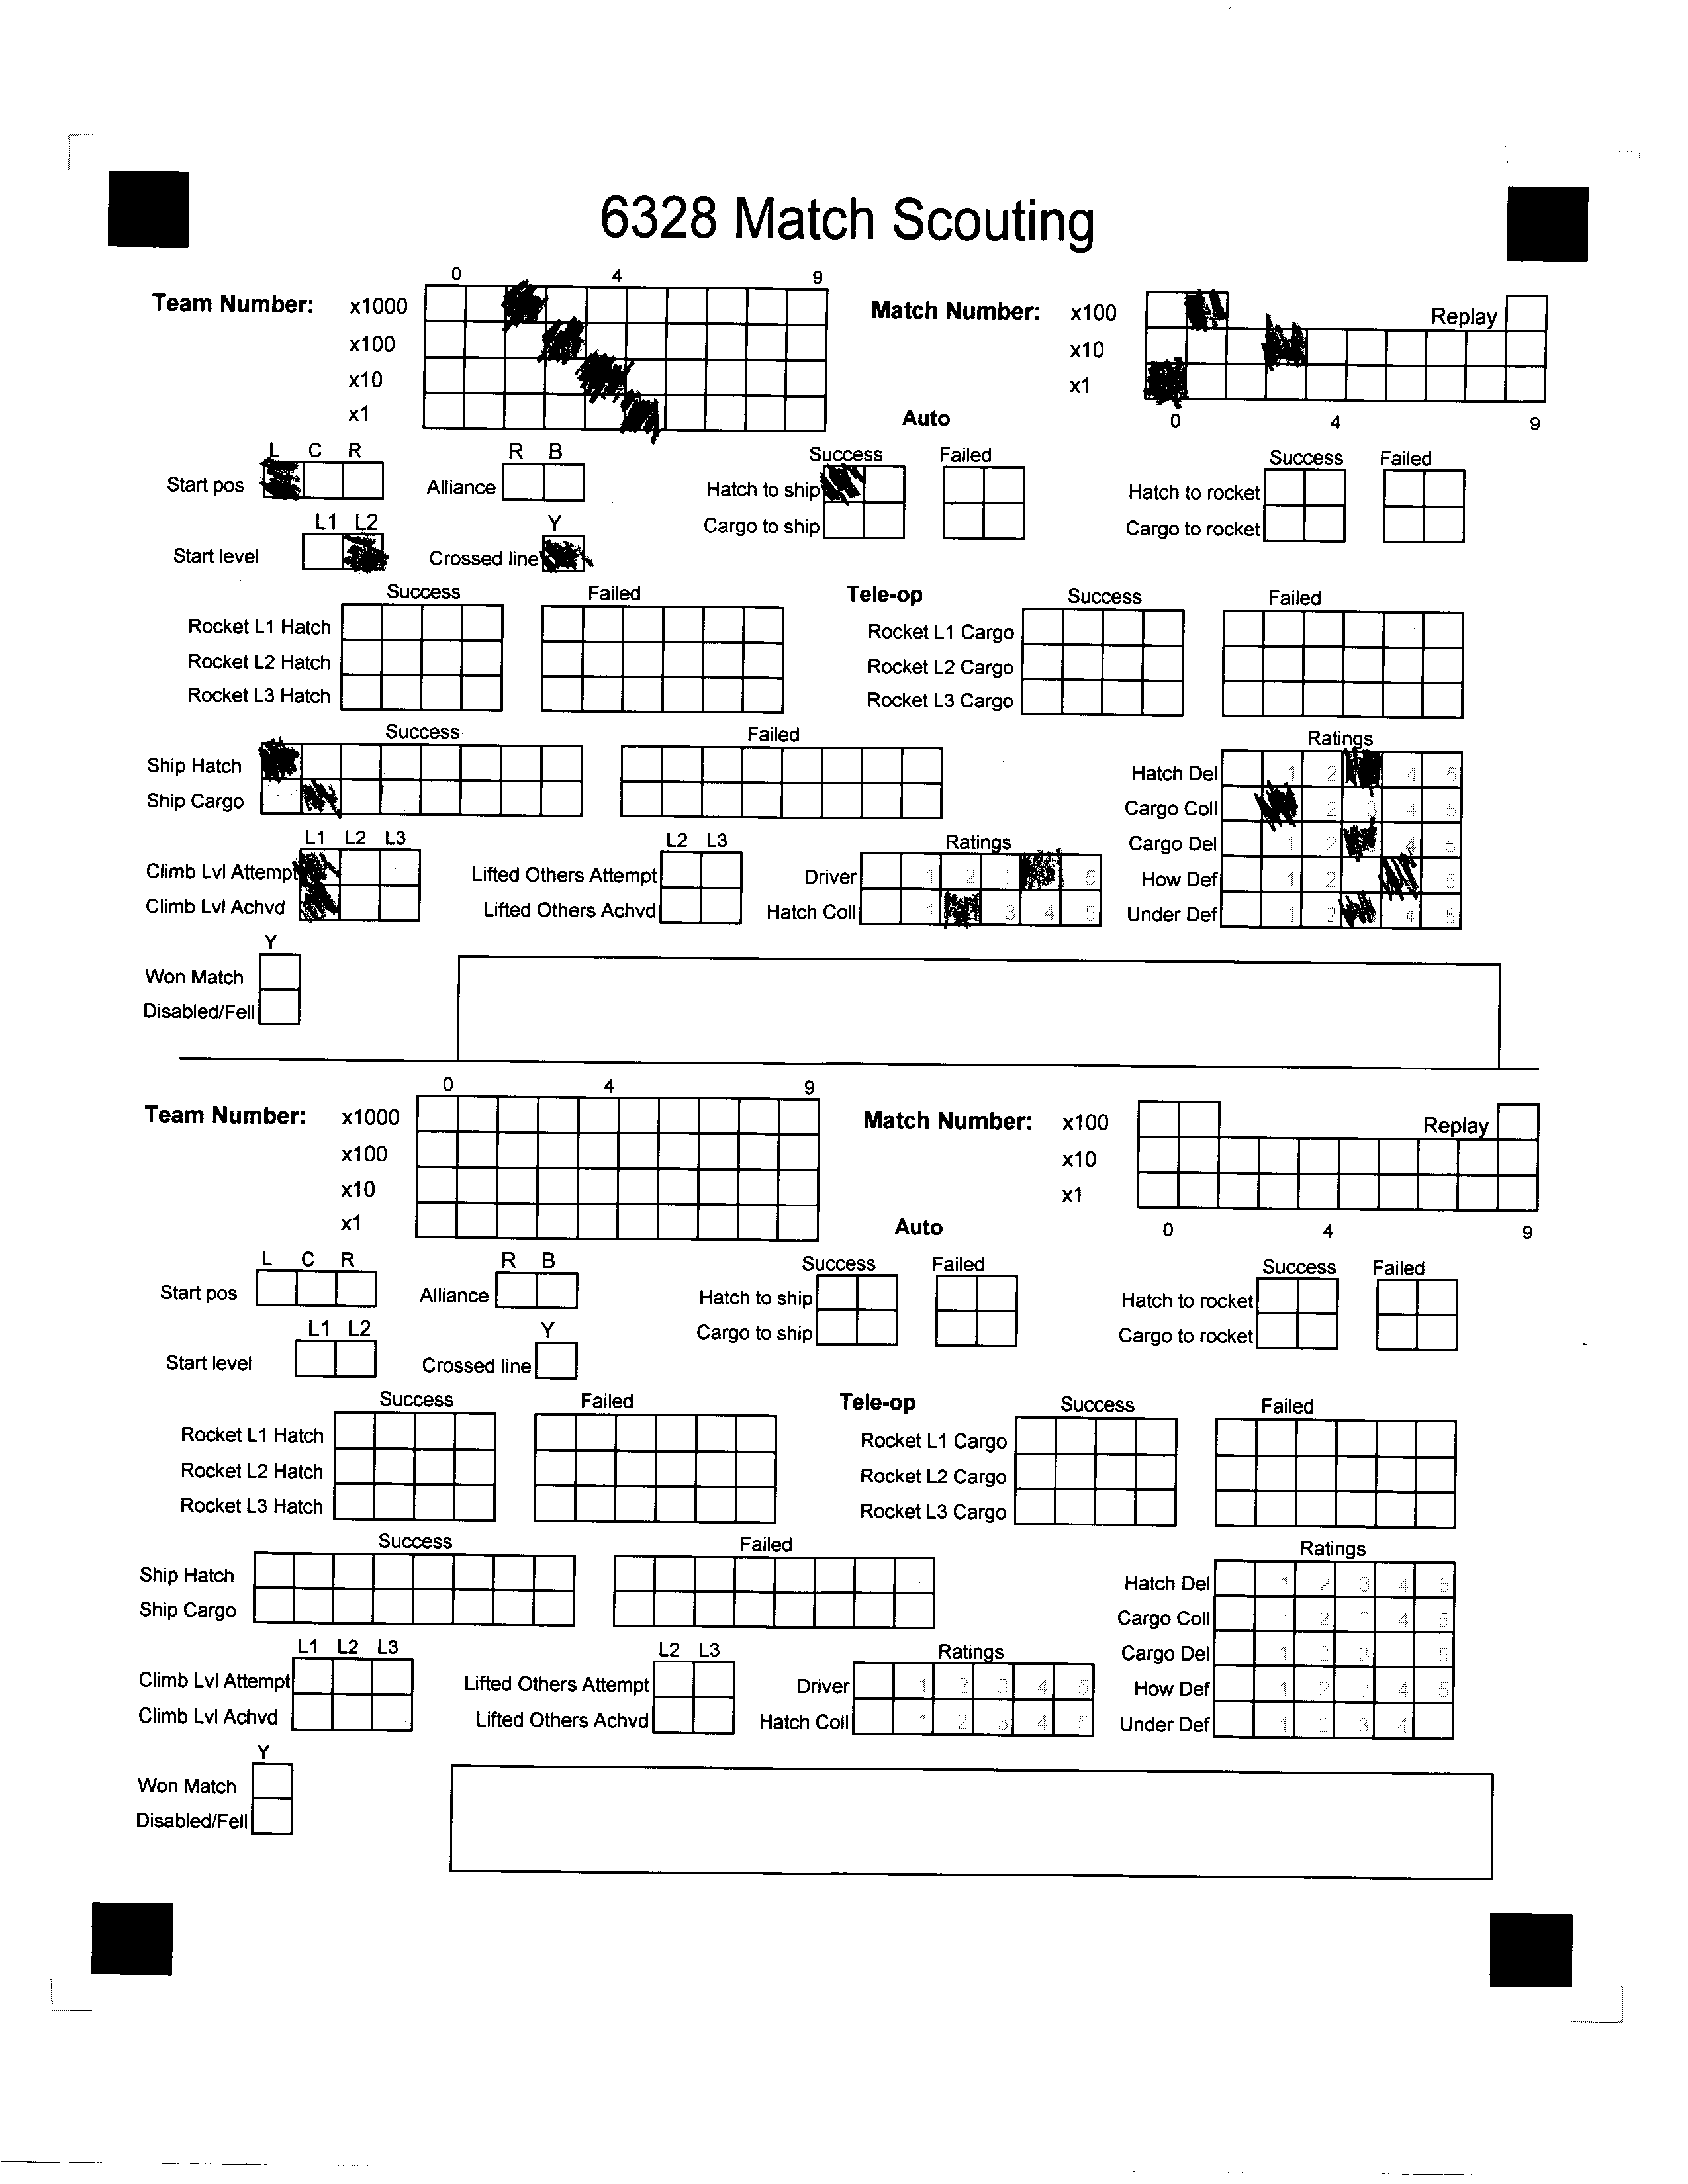 6328 Match Scouting
0 4 9
Team Number: x1000
x100
x10
x1
Match Number: x100 Replay
x10
x1
0 4 9
Auto
L C R
Start pos
R B
Alliance
Success Failed
Hatch to ship
Cargo to ship
Success Failed
Hatch to rocket
Cargo to rocket
L1 L2
Start level
Y
Crossed line
Success Failed
Rocket L1 Hatch
Rocket L2 Hatch
Rocket L3 Hatch
Tele-op
Success Failed
Rocket L1 Cargo
Rocket L2 Cargo
Rocket L3 Cargo
Success Failed
Ship Hatch
Ship Cargo
Ratings
Hatch Del 1 2 4 5
Cargo Coll 2 3 4 5
Cargo Del 1 2 4 5
How Def 1 2 3 5
Under Def 1 2 4 5
L1 L2 L3
Climb Lvl Attempt
Climb Lvl Achvd
L2 L3
Lifted Others Attempt
Lifted Others Achvd
Ratings
Driver 1 2 3 5
Hatch Coll 1 3 4 5
Y
Won Match
Disabled/Fell
0 4 9
Team Number: x1000
x100
x10
x1
Match Number: x100 Replay
x10
x1
0 4 9
Auto
L C R
Start pos
R B
Alliance
Success Failed
Hatch to ship
Cargo to ship
Success Failed
Hatch to rocket
Cargo to rocket
L1 L2
Start level
Y
Crossed line
Success Failed
Rocket L1 Hatch
Rocket L2 Hatch
Rocket L3 Hatch
Tele-op
Success Failed
Rocket L1 Cargo
Rocket L2 Cargo
Rocket L3 Cargo
Success Failed
Ship Hatch
Ship Cargo
Ratings
Hatch Del 1 2 3 4 5
Cargo Coll 1 2 3 4 5
Cargo Del 1 2 3 4 5
How Def 1 2 3 4 5
Under Def 1 2 3 4 5
L1 L2 L3
Climb Lvl Attempt
Climb Lvl Achvd
L2 L3
Lifted Others Attempt
Lifted Others Achvd
Ratings
Driver 1 2 3 4 5
Hatch Coll 1 2 3 4 5
Y
Won Match
Disabled/Fell